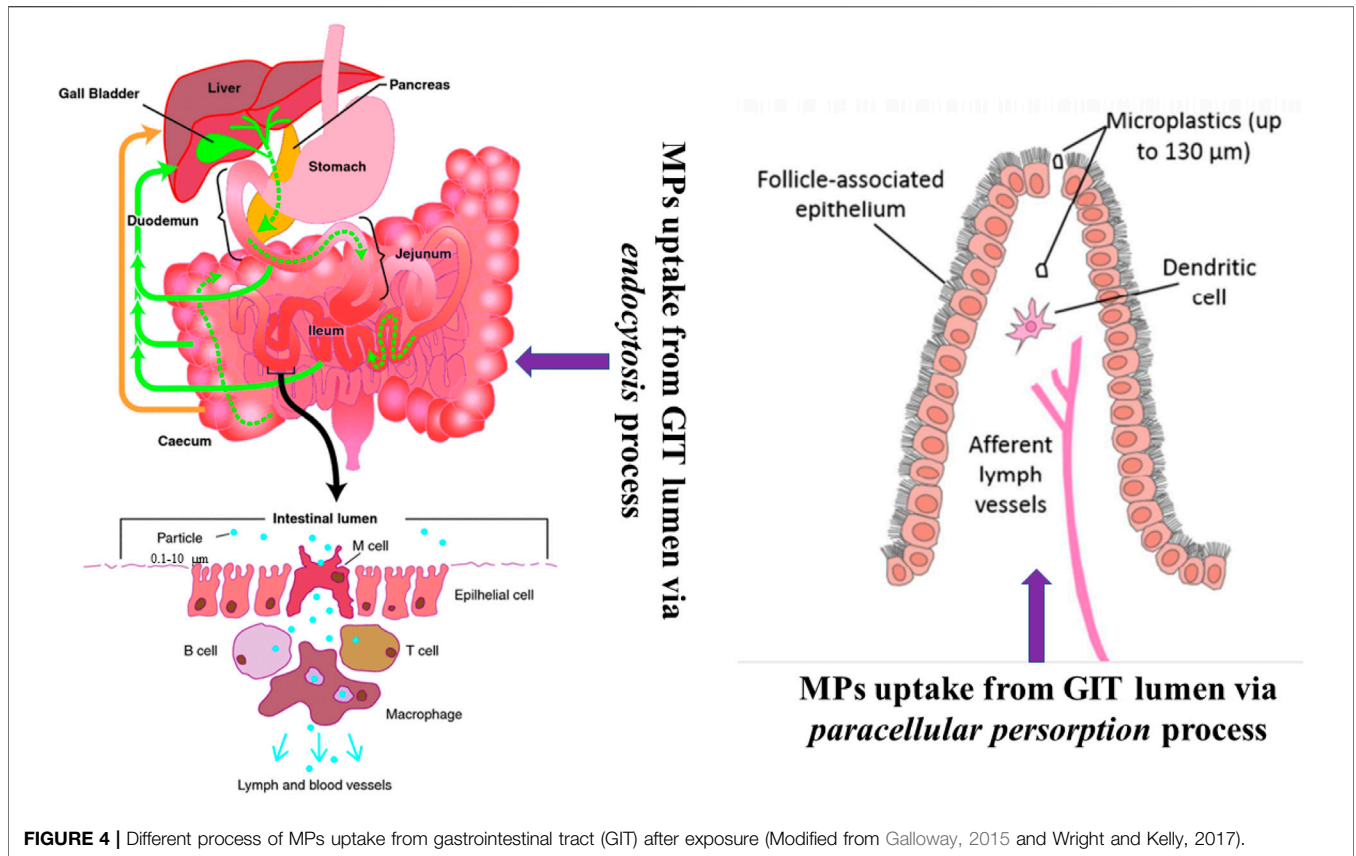 Liver
Gall Bladder
Pancreas
Stomach
Duodemun
Jejunum
Ileum
Caecum
Intestinal lumen
Particle
0.1-10 μm
M cell
Epilhelial cell
B cell
T cell
Macrophage
Lymph and blood vessels
MPs uptake from GIT lumen via
endocytosis process
Microplastics (up
to 130 μm)
Follicle-associated
epithelium
Dendritic
cell
Afferent
lymph
vessels
MPs uptake from GIT lumen via
paracellular persorption process
FIGURE 4 | Different process of MPs uptake from gastrointestinal tract (GIT) after exposure (Modified from Galloway, 2015 and Wright and Kelly, 2017).